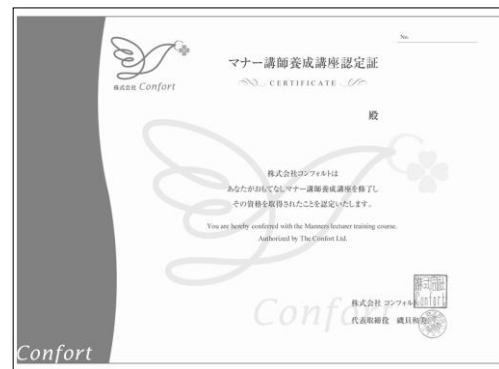 No.
株式会社 Confort
マナー講師養成講座認定証
CERTIFICATE
殿
株式会社コンフォルトは
あなたがおもてなしマナー講師養成講座を修了し
その資格を取得されたことを認定いたします。
You are hereby conferred with the Manners lecturer training course.
Authorized by The Confort Ltd.
株式会社 コンフォルト
代表取締役 磯貝和
Confort
Confort